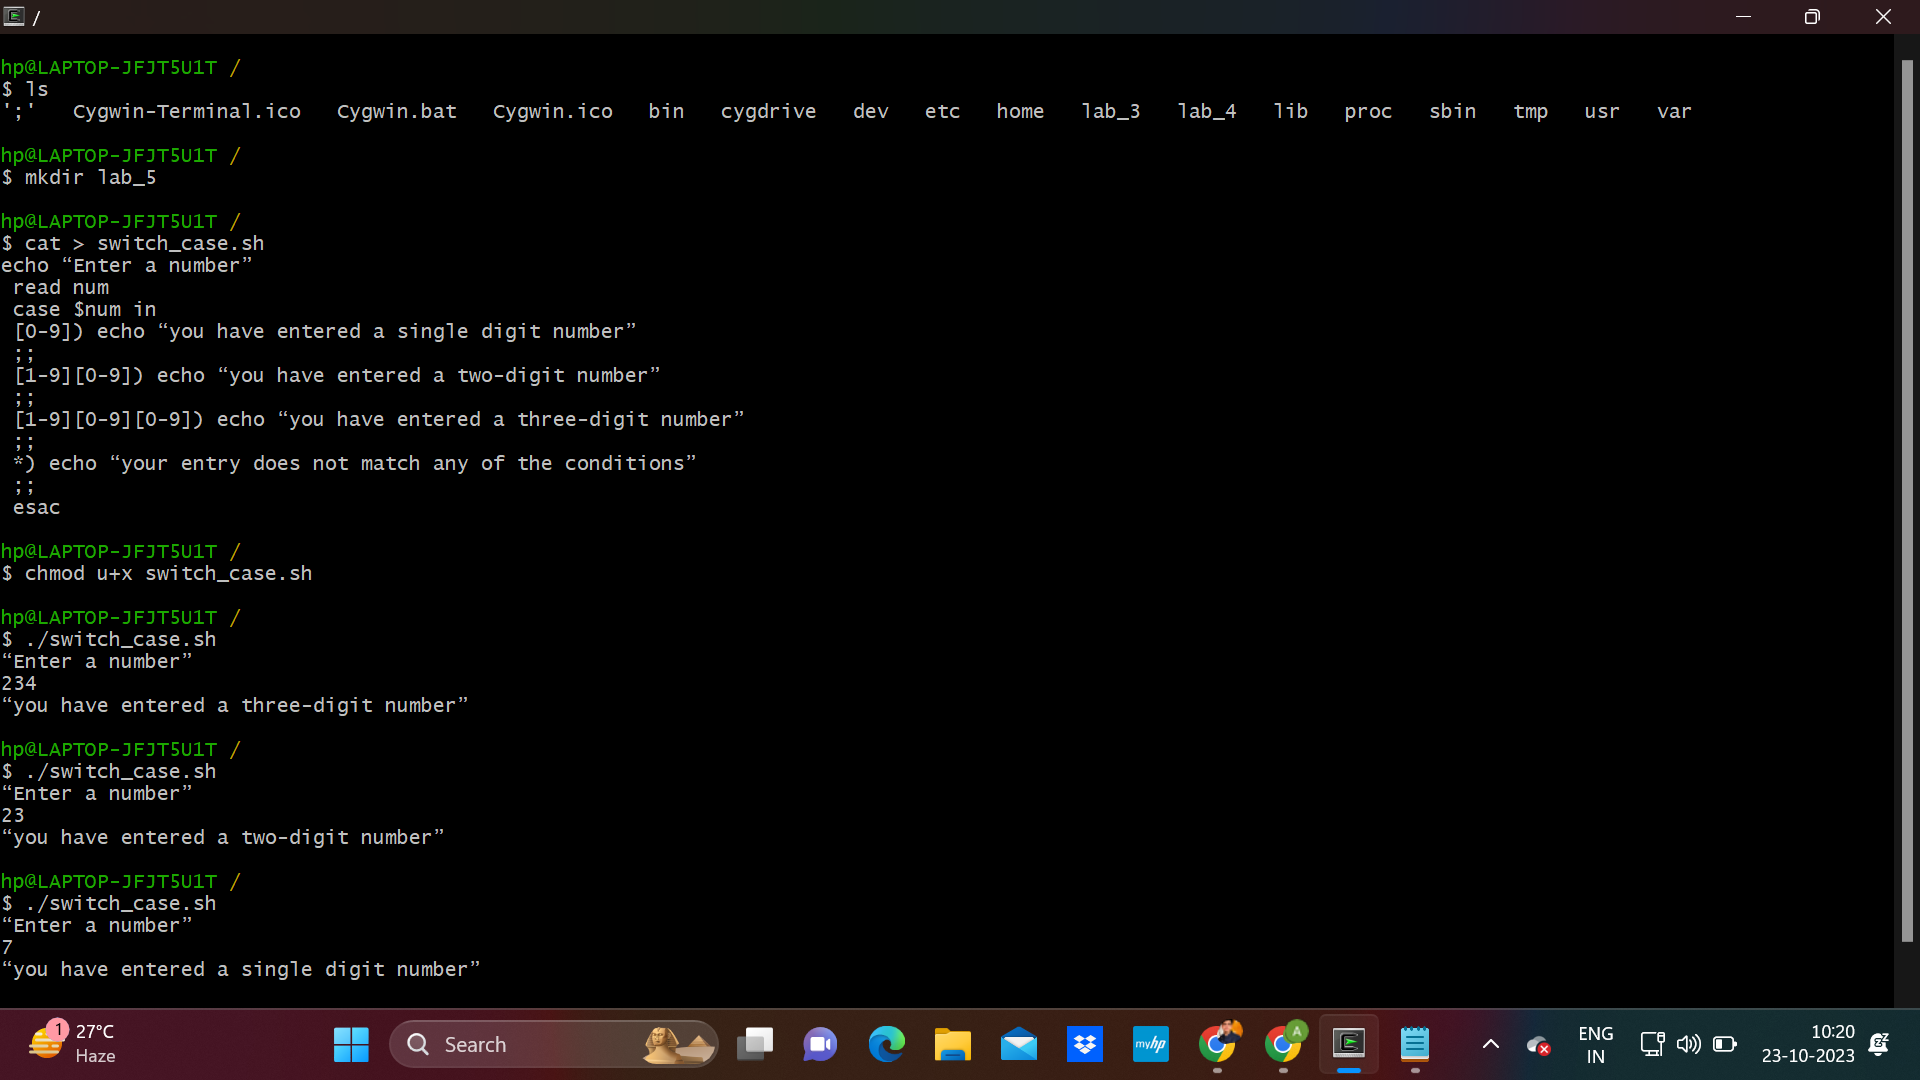 /
hp@LAPTOP-JFJT5U1T /
$ ls
';'   Cygwin-Terminal.ico   Cygwin.bat   Cygwin.ico   bin   cygdrive   dev   etc   home   lab_3   lab_4   lib   proc   sbin   tmp   usr   var
hp@LAPTOP-JFJT5U1T /
$ mkdir lab_5
hp@LAPTOP-JFJT5U1T /
$ cat > switch_case.sh
echo “Enter a number”
 read num
 case $num in
 [0-9]) echo “you have entered a single digit number”
 ;;
 [1-9][0-9]) echo “you have entered a two-digit number”
 ;;
 [1-9][0-9][0-9]) echo “you have entered a three-digit number”
 ;;
 *) echo “your entry does not match any of the conditions”
 ;;
 esac
hp@LAPTOP-JFJT5U1T /
$ chmod u+x switch_case.sh
hp@LAPTOP-JFJT5U1T /
$ ./switch_case.sh
“Enter a number”
234
“you have entered a three-digit number”
hp@LAPTOP-JFJT5U1T /
$ ./switch_case.sh
“Enter a number”
23
“you have entered a two-digit number”
hp@LAPTOP-JFJT5U1T /
$ ./switch_case.sh
“Enter a number”
7
“you have entered a single digit number”
1
27°C
Haze
Search
myhp
A
ENG
IN
10:20
23-10-2023